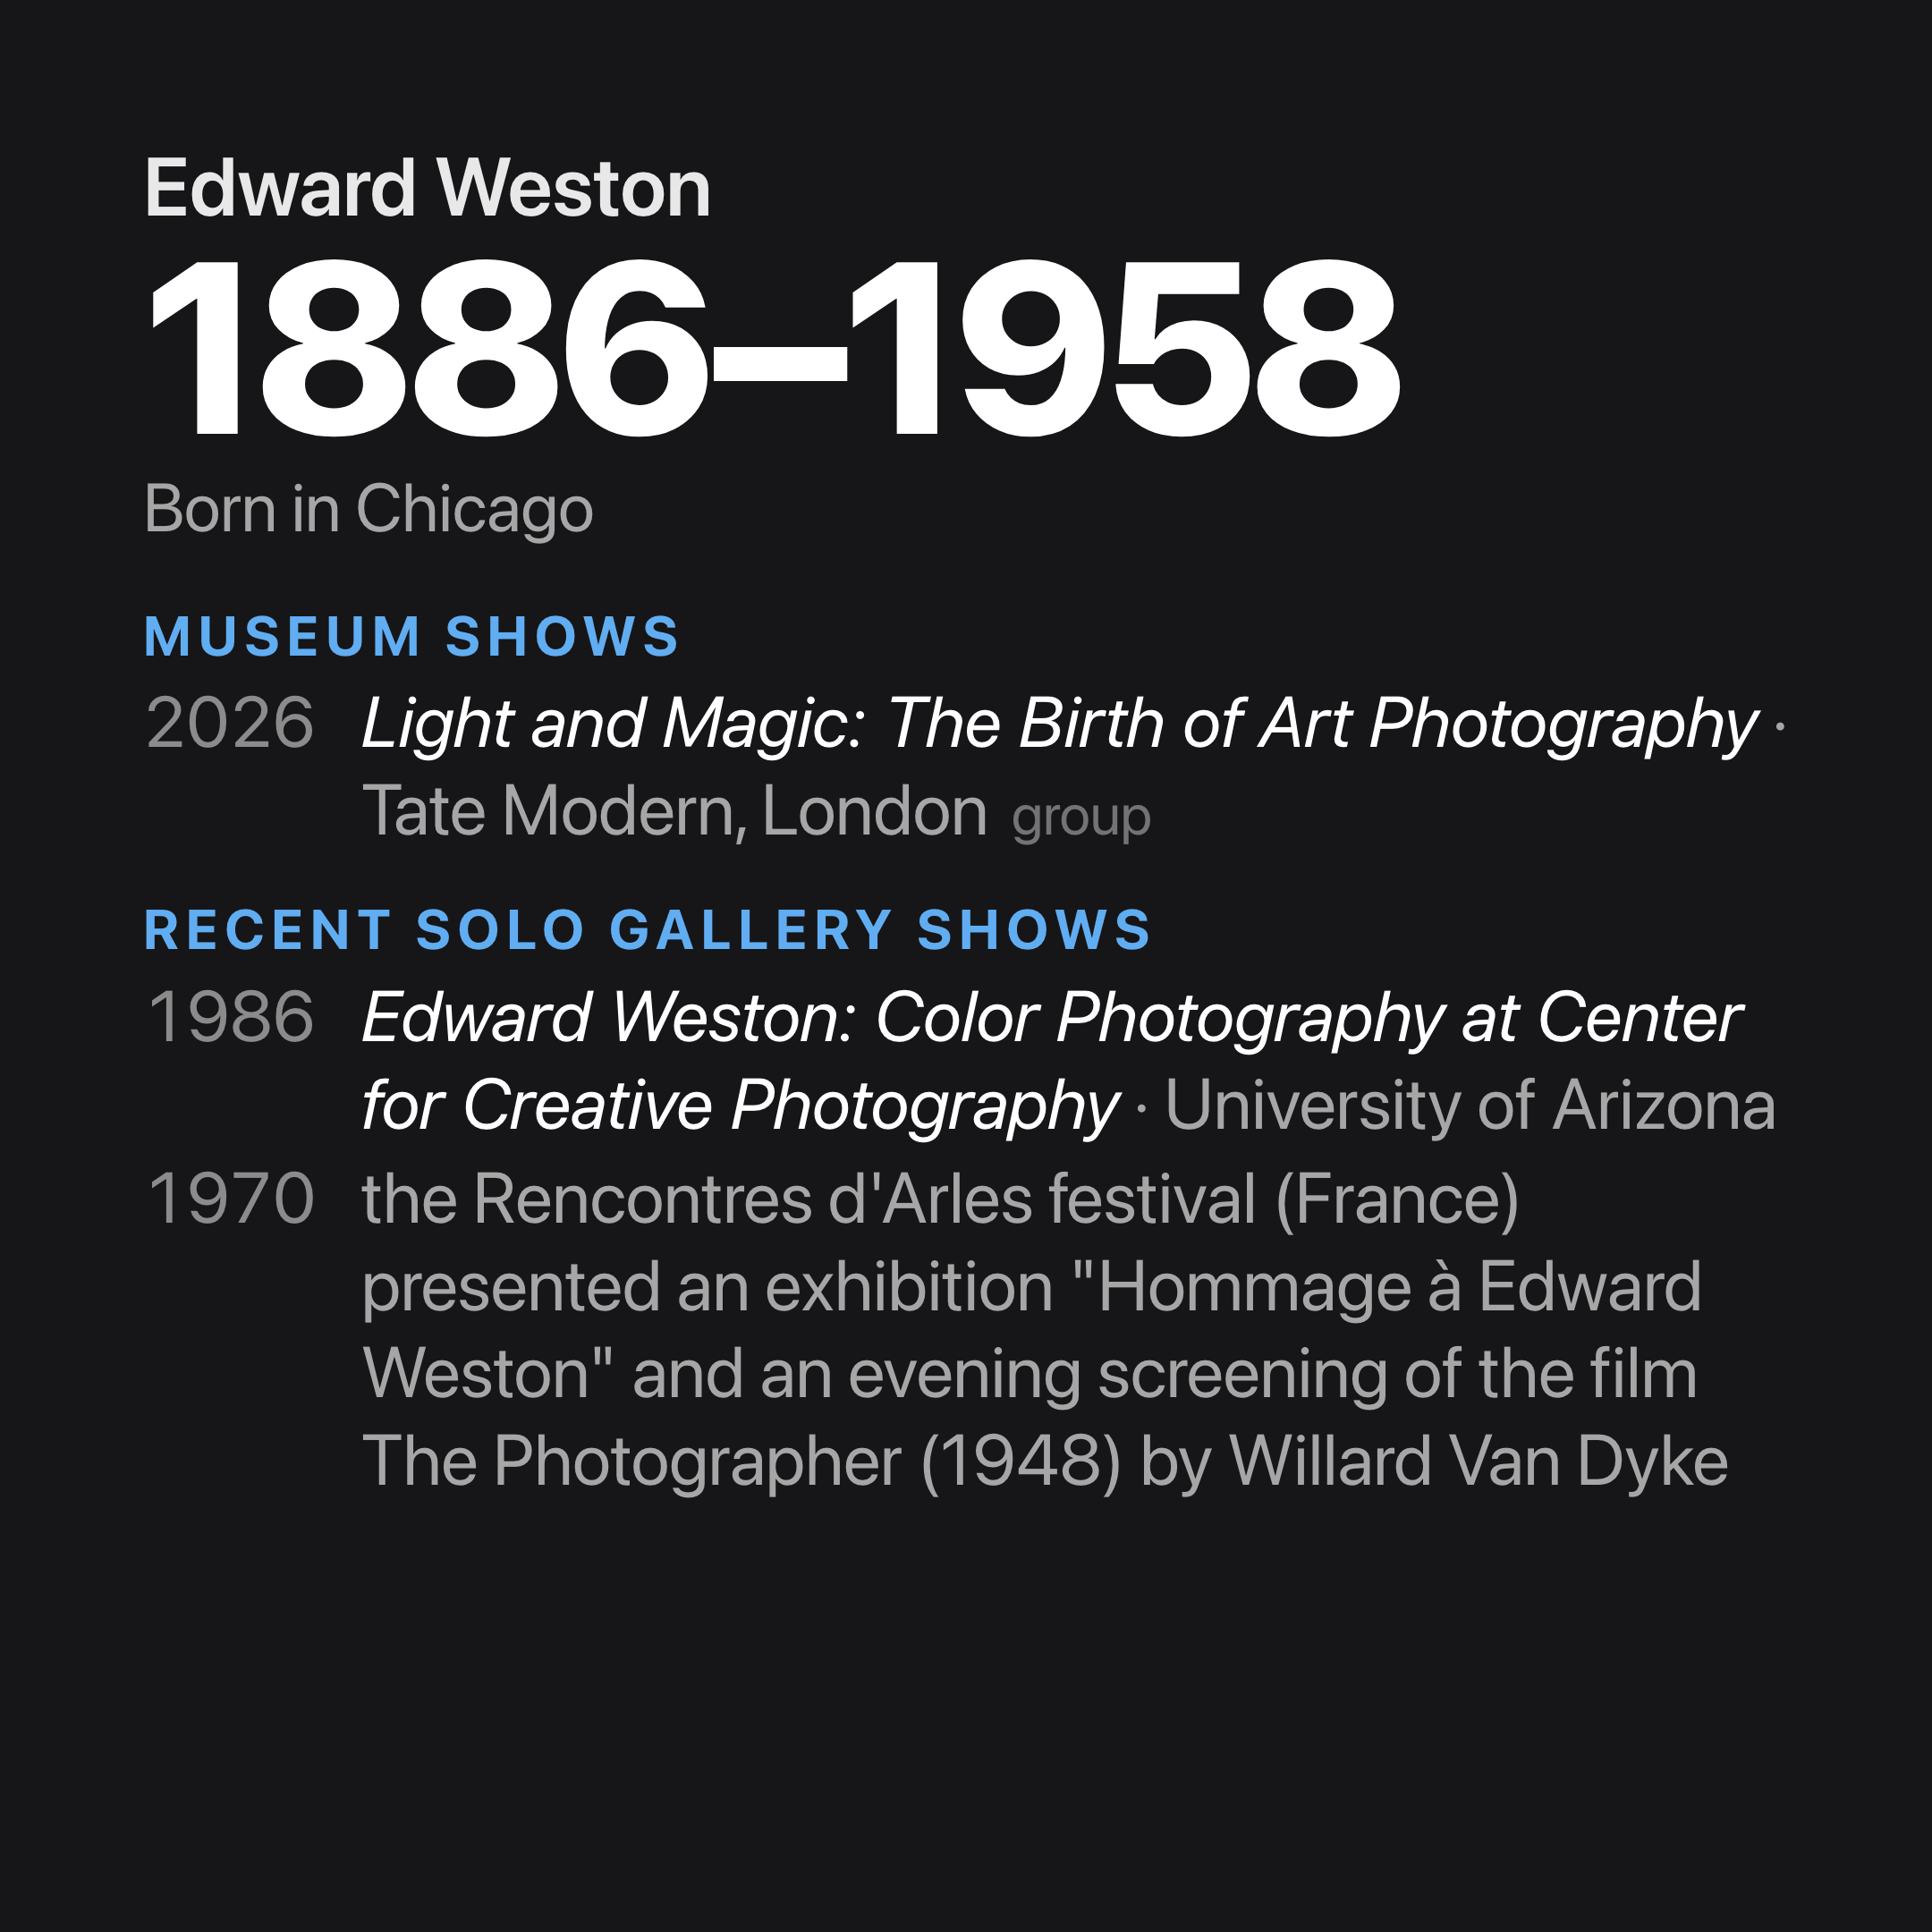 Edward Weston
1886–1958
Born in Chicago
MUSEUM SHOWS
2026 Light and Magic: The Birth of Art Photography ·
Tate Modern, London group
RECENT SOLO GALLERY SHOWS
1986 Edward Weston: Color Photography at Center
for Creative Photography · University of Arizona
1970 the Rencontres d'Arles festival (France)
presented an exhibition "Hommage à Edward
Weston" and an evening screening of the film
The Photographer (1948) by Willard Van Dyke